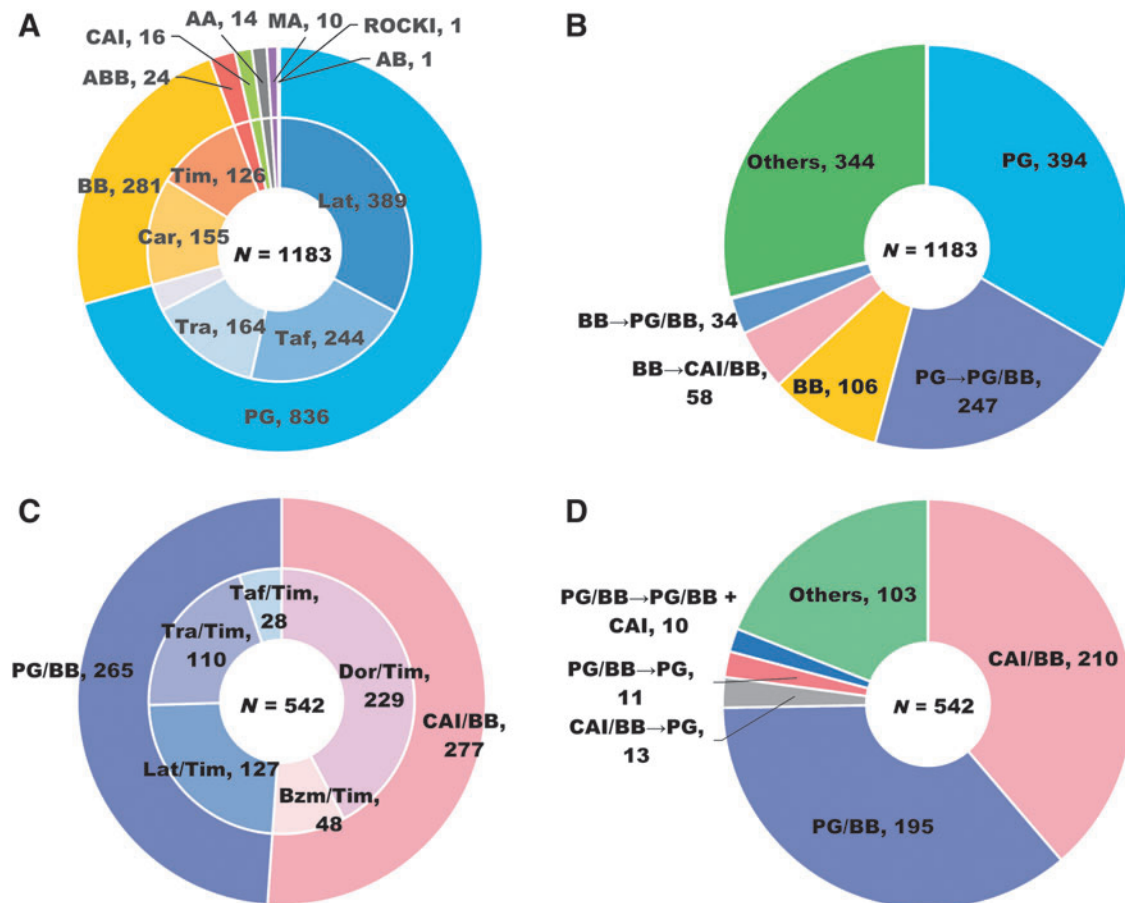 A
AA, 14
MA, 10
ROCKI, 1
CAI, 16
AB, 1
ABB, 24
BB, 281
Tim, 126
Lat, 389
Car, 155
N = 1183
Tra, 164
Taf, 244
PG, 836
B
Others, 344
PG, 394
N = 1183
BB→PG/BB, 34
BB→CAI/BB,
58
BB, 106
PG→PG/BB,
247
C
Taf/Tim,
28
Tra/Tim,
110
PG/BB, 265
Dor/Tim,
229
N = 542
CAI/BB,
277
Lat/Tim, 127
Bzm/Tim,
48
D
PG/BB→PG/BB +
CAI, 10
Others, 103
PG/BB→PG,
11
CAI/BB, 210
CAI/BB→PG,
13
N = 542
PG/BB, 195